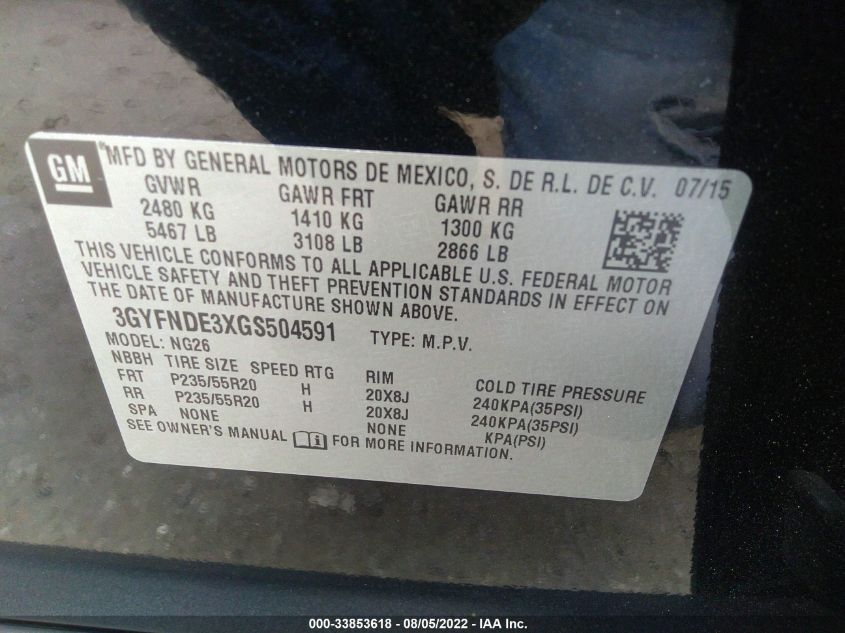 GM
®MFD BY GENERAL MOTORS DE MEXICO, S. DE R.L. DE C.V. 07/15
GVWR GAWR FRT GAWR RR
2480 KG 1410 KG 1300 KG
5467 LB 3108 LB 2866 LB
THIS VEHICLE CONFORMS TO ALL APPLICABLE U.S. FEDERAL MOTOR
VEHICLE SAFETY AND THEFT PREVENTION STANDARDS IN EFFECT ON
THE DATE OF MANUFACTURE SHOWN ABOVE.
3GYFNDE3XGS504591 TYPE: M.P.V.
MODEL: NG26
NBBH TIRE SIZE SPEED RTG RIM COLD TIRE PRESSURE
FRT P235/55R20 H 20X8J 240KPA(35PSI)
RR P235/55R20 H 20X8J 240KPA(35PSI)
SPA NONE NONE KPA(PSI)
SEE OWNER'S MANUAL i FOR MORE INFORMATION.
000-33853618 - 08/05/2022 - IAA Inc.